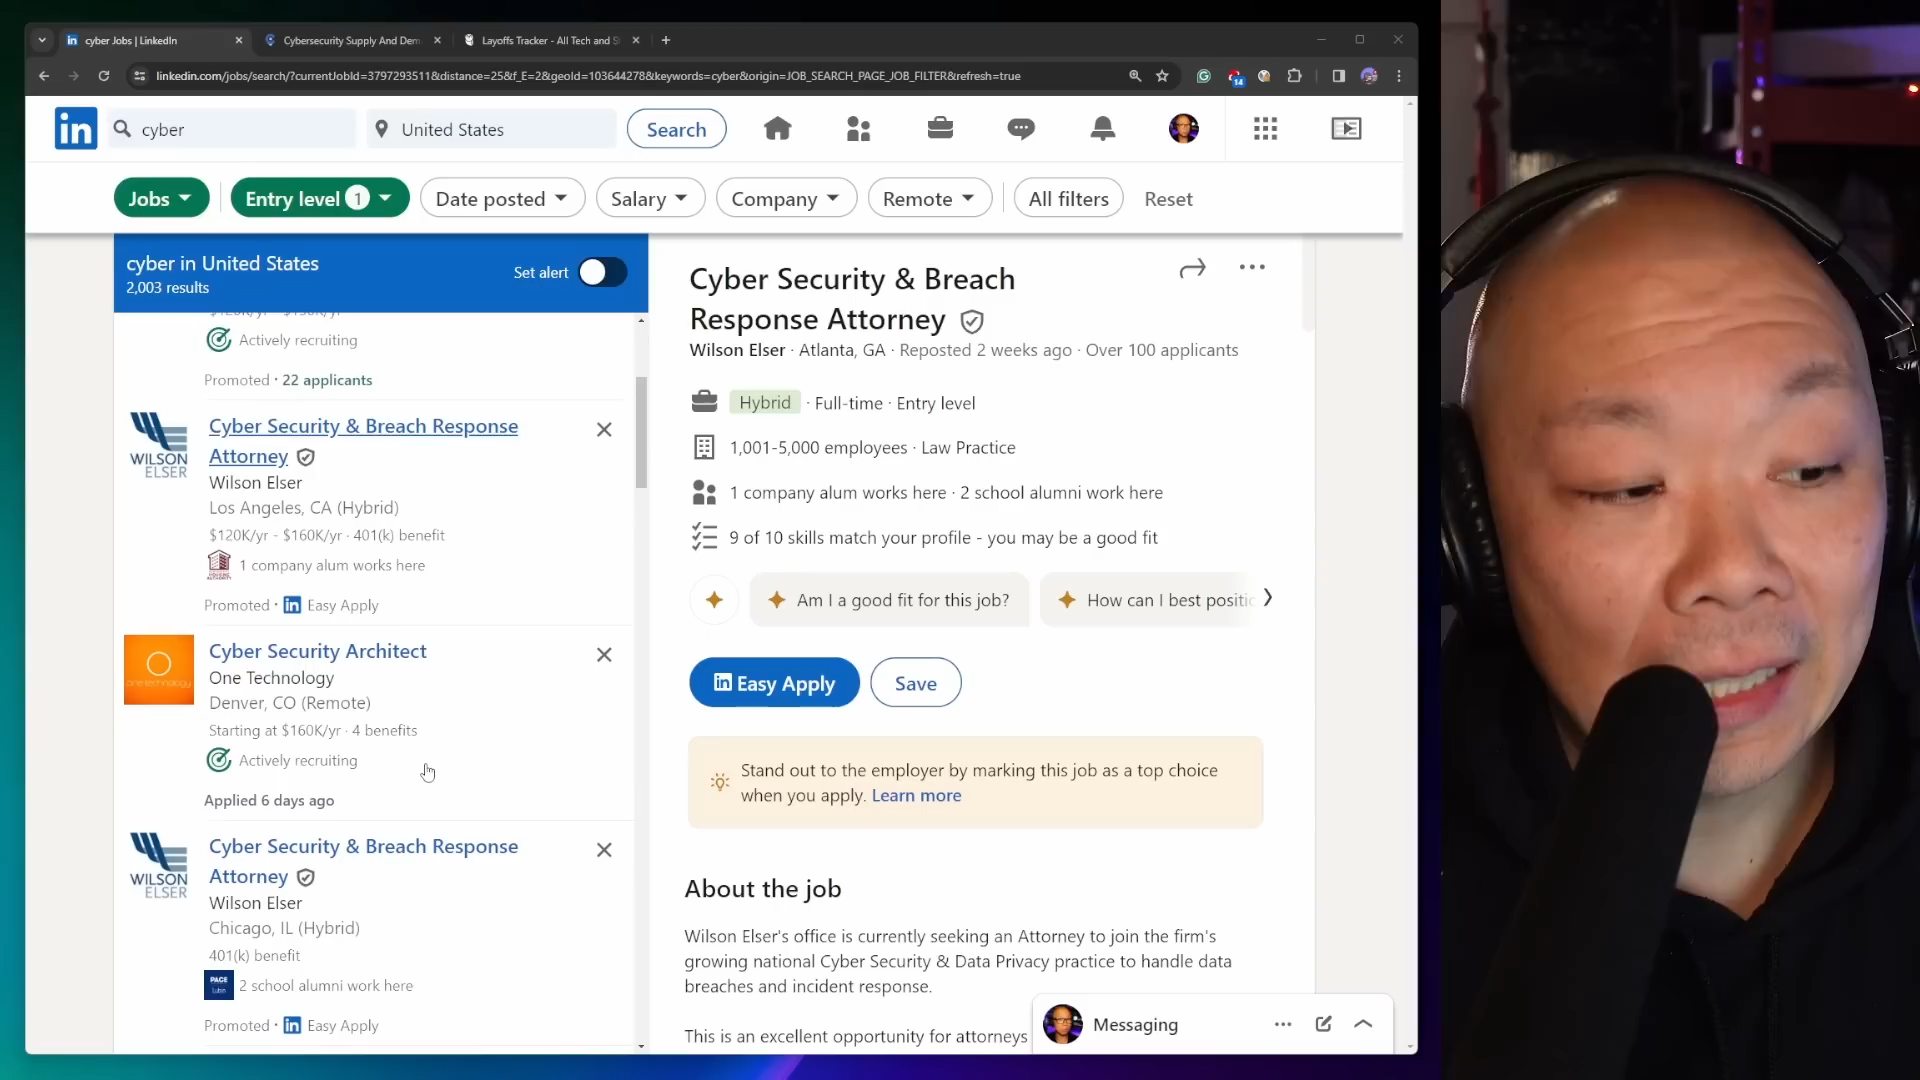 cyber Jobs | LinkedIn
Cybersecurity Supply And Dem
Layoffs Tracker - All Tech and S
linkedin.com/jobs/search/?currentJobId=3797293511&distance=25&f_E=2&geoId=103644278&keywords=cyber&origin=JOB_SEARCH_PAGE_JOB_FILTER&refresh=true
14
in
cyber
United States
Search
Jobs
Entry level 1
Date posted
Salary
Company
Remote
All filters
Reset
cyber in United States
2,003 results
Set alert
Actively recruiting
Promoted · 22 applicants
WILSON
ELSER
Cyber Security & Breach Response
Attorney
Wilson Elser
Los Angeles, CA (Hybrid)
$120K/yr - $160K/yr · 401(k) benefit
1 company alum works here
Promoted · in Easy Apply
one technology
Cyber Security Architect
One Technology
Denver, CO (Remote)
Starting at $160K/yr · 4 benefits
Actively recruiting
Applied 6 days ago
WILSON
ELSER
Cyber Security & Breach Response
Attorney
Wilson Elser
Chicago, IL (Hybrid)
401(k) benefit
PACE
2 school alumni work here
Promoted · in Easy Apply
Cyber Security & Breach
Response Attorney
Wilson Elser · Atlanta, GA · Reposted 2 weeks ago · Over 100 applicants
Hybrid · Full-time · Entry level
1,001-5,000 employees · Law Practice
1 company alum works here · 2 school alumni work here
9 of 10 skills match your profile - you may be a good fit
Am I a good fit for this job?
How can I best positic
in Easy Apply
Save
Stand out to the employer by marking this job as a top choice
when you apply. Learn more
About the job
Wilson Elser's office is currently seeking an Attorney to join the firm's
growing national Cyber Security & Data Privacy practice to handle data
breaches and incident response.
This is an excellent opportunity for attorneys
Messaging